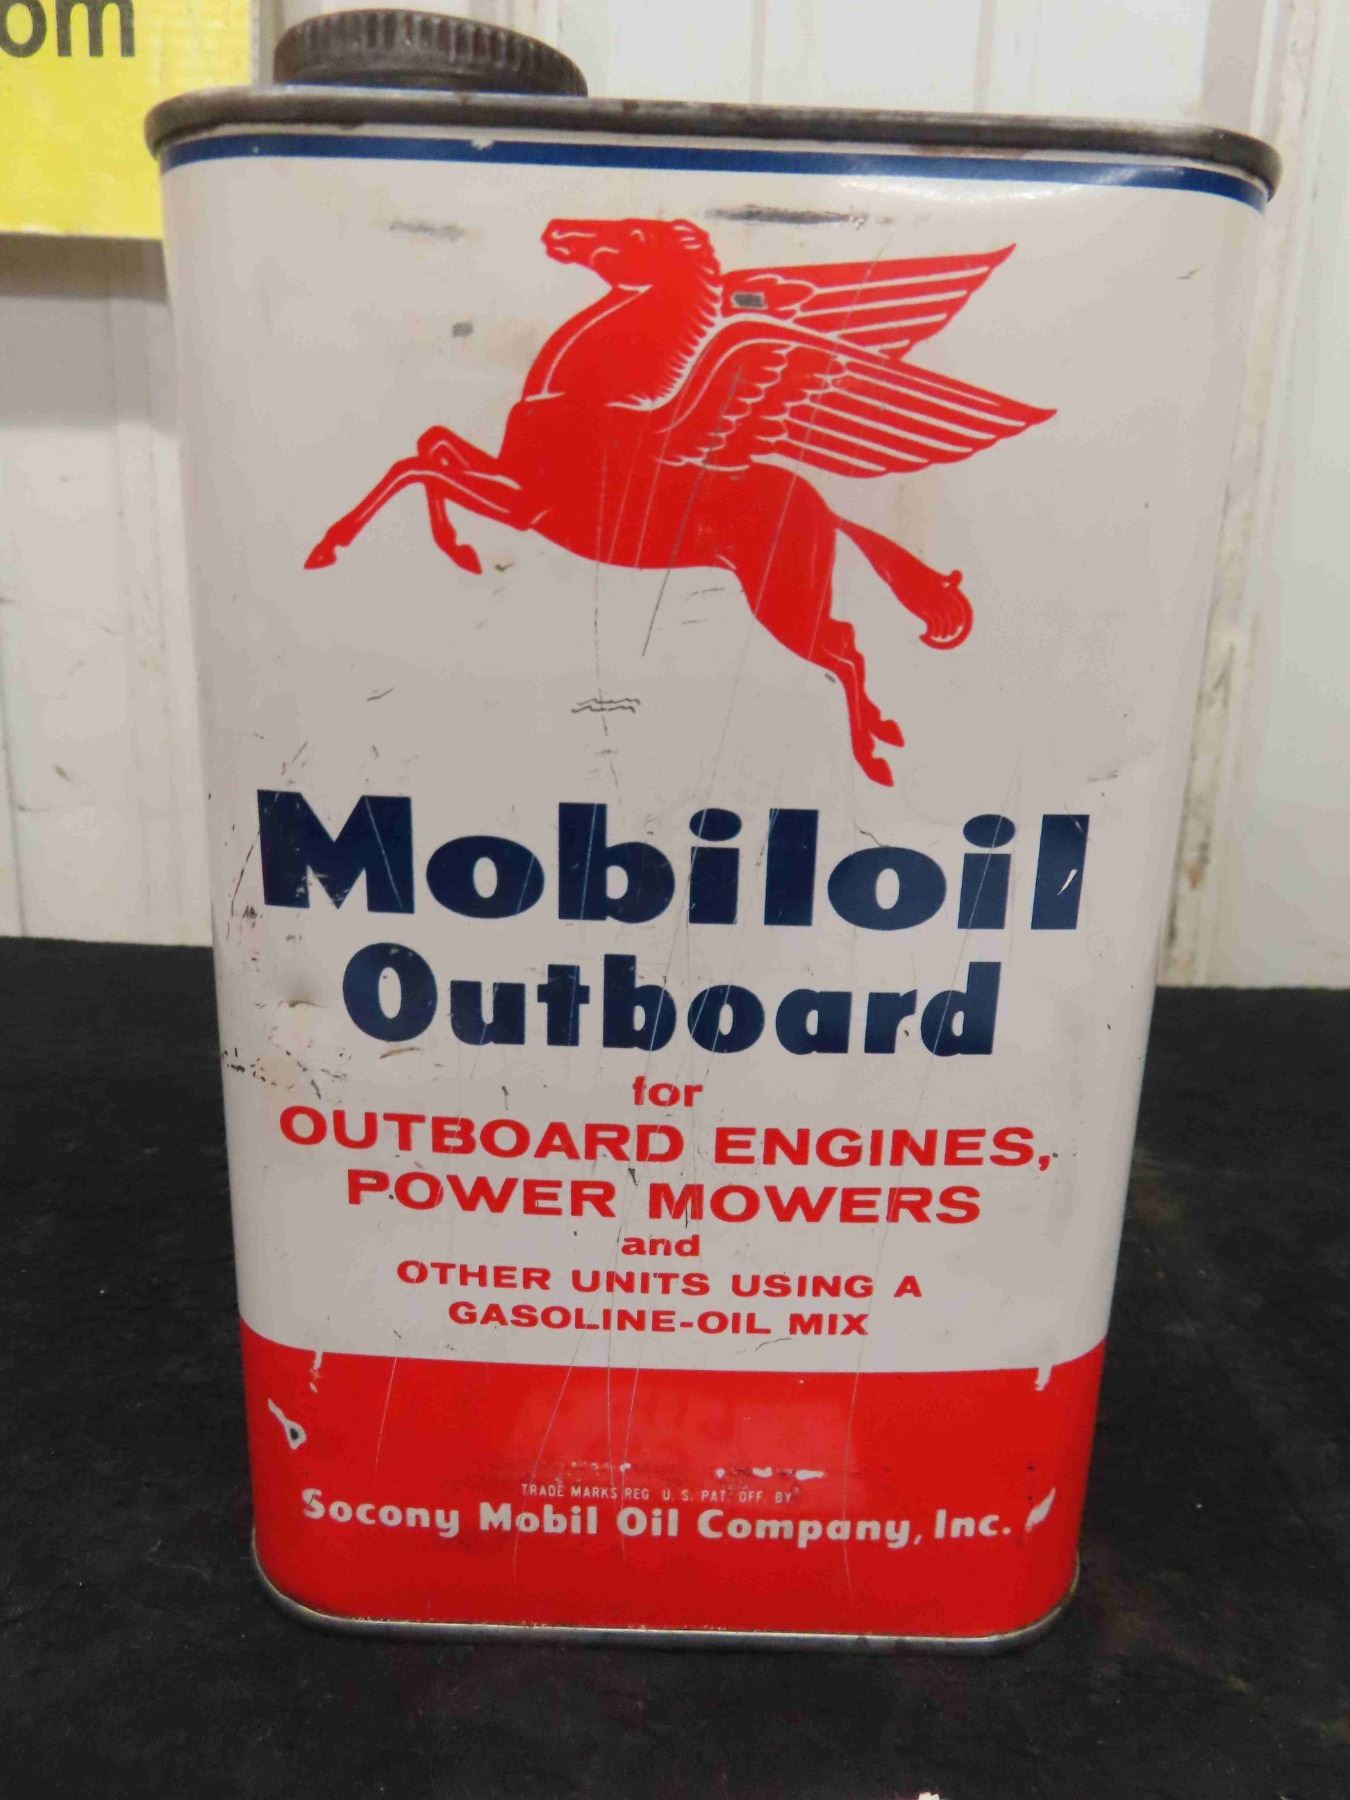 om
Mobiloil
Outboard
for
OUTBOARD ENGINES,
POWER MOWERS
and
OTHER UNITS USING A
GASOLINE-OIL MIX
TRADE MARKS REG U. S. PAT. OFF. BY
Socony Mobil Oil Company, Inc.